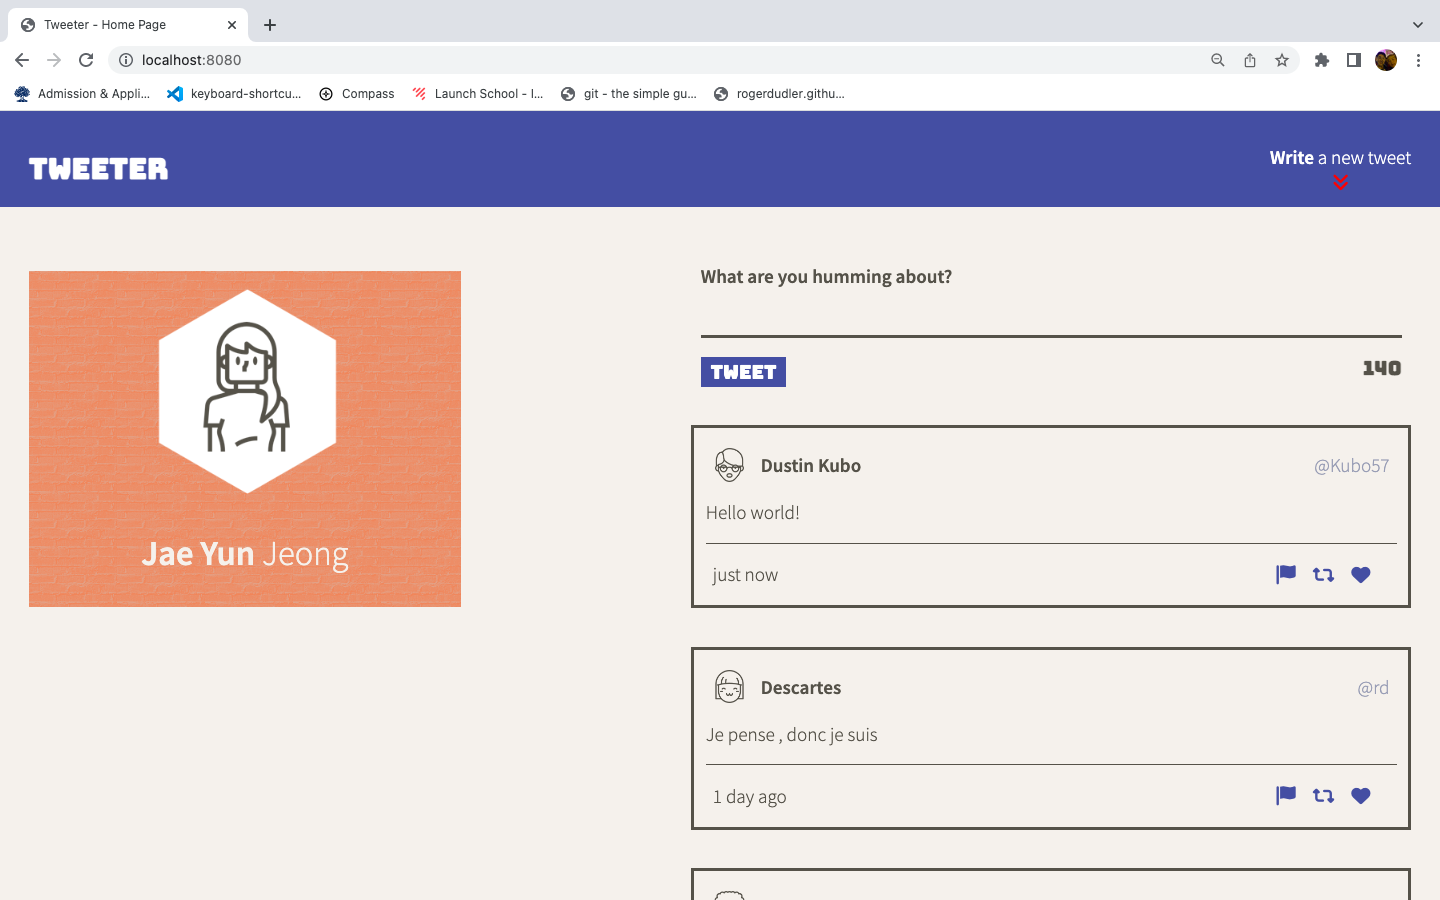 Tweeter - Home Page
localhost:8080
Admission & Appli...
keyboard-shortcu...
Compass
Launch School - I...
git - the simple gu...
rogerdudler.githu...
TWEETER
Write a new tweet
Jae Yun Jeong
What are you humming about?
TWEET
140
Dustin Kubo
@Kubo57
Hello world!
just now
Descartes
@rd
Je pense , donc je suis
1 day ago